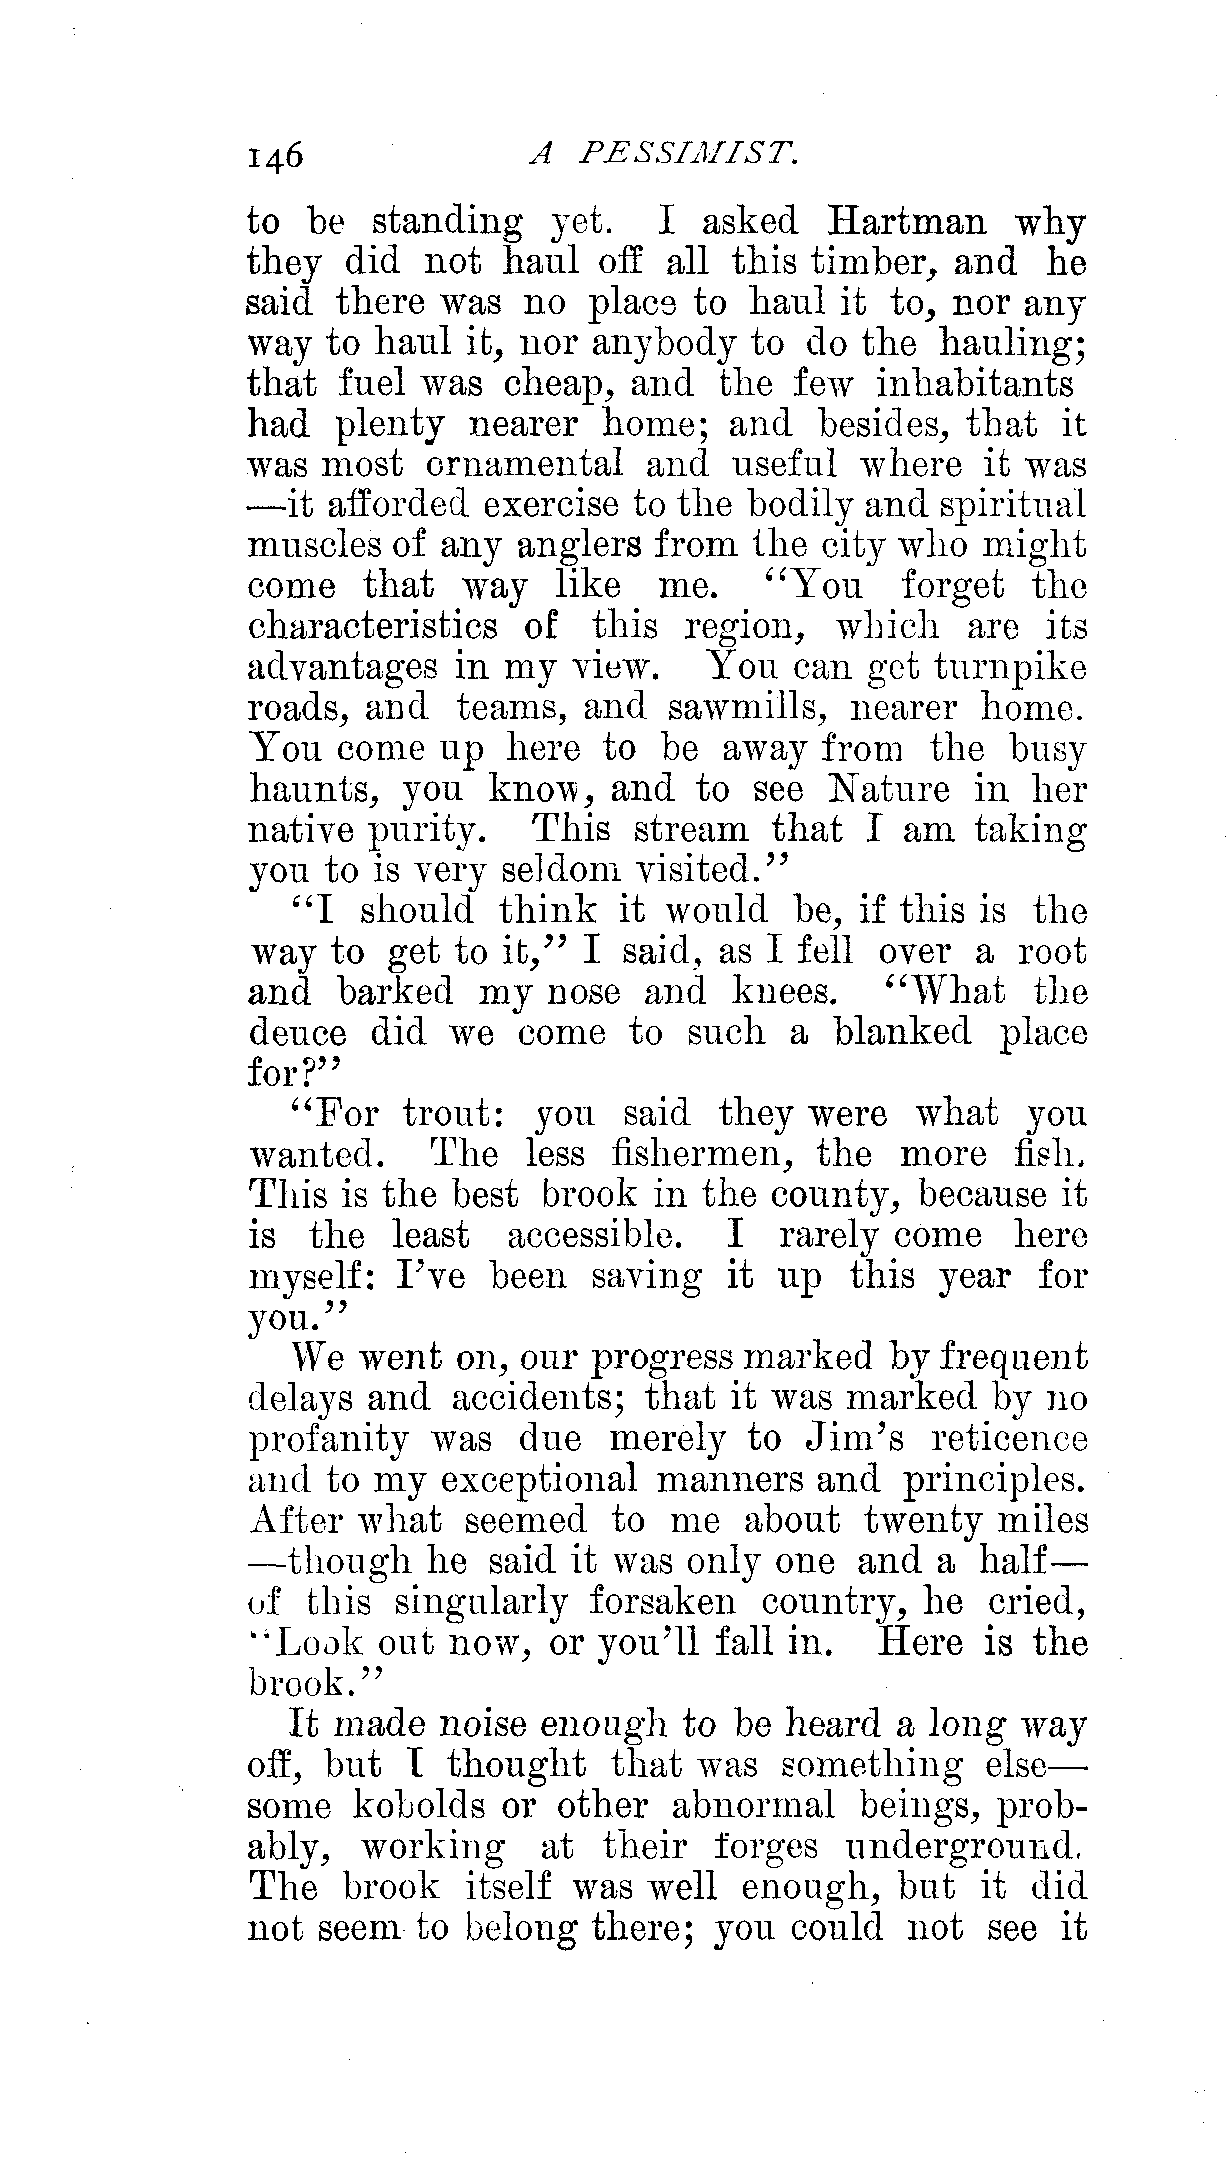 146 A PESSIMIST.
to be standing yet. I asked Hartman why
they did not haul off all this timber, and he
said there was no place to haul it to, nor any
way to haul it, nor anybody to do the hauling;
that fuel was cheap, and the few inhabitants
had plenty nearer home; and besides, that it
was most ornamental and useful where it was
—it afforded exercise to the bodily and spiritual
muscles of any anglers from the city who might
come that way like me. “You forget the
characteristics of this region, which are its
advantages in my view. You can get turnpike
roads, and teams, and sawmills, nearer home.
You come up here to be away from the busy
haunts, you know, and to see Nature in her
native purity. This stream that I am taking
you to is very seldom visited.”
“I should think it would be, if this is the
way to get to it,” I said, as I fell over a root
and barked my nose and knees. “What the
deuce did we come to such a blanked place
for?”
“For trout: you said they were what you
wanted. The less fishermen, the more fish.
This is the best brook in the county, because it
is the least accessible. I rarely come here
myself: I’ve been saving it up this year for
you.”
We went on, our progress marked by frequent
delays and accidents; that it was marked by no
profanity was due merely to Jim’s reticence
and to my exceptional manners and principles.
After what seemed to me about twenty miles
—though he said it was only one and a half—
of this singularly forsaken country, he cried,
“Look out now, or you’ll fall in. Here is the
brook.”
It made noise enough to be heard a long way
off, but I thought that was something else—
some kobolds or other abnormal beings, prob-
ably, working at their forges underground.
The brook itself was well enough, but it did
not seem to belong there; you could not see it